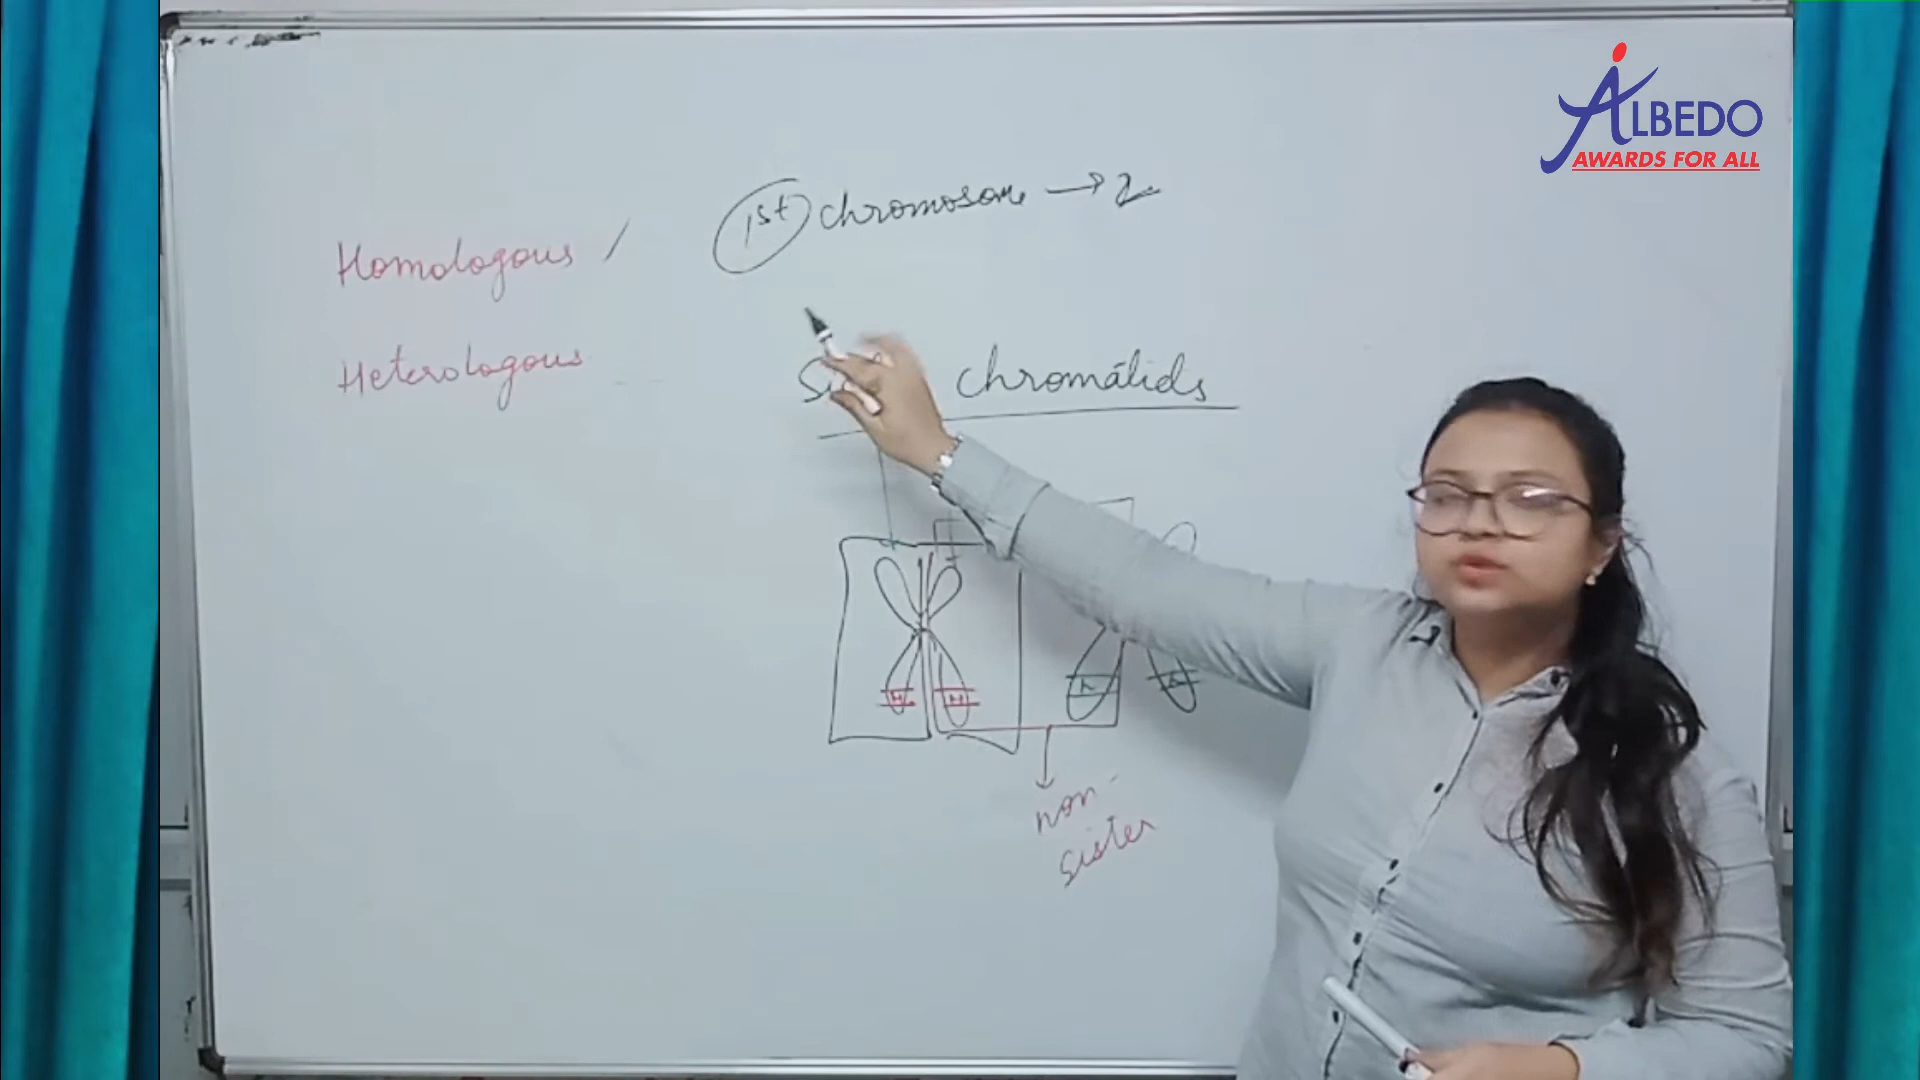 ALBEDO
AWARDS FOR ALL
1st chromosome → 2
Homologous /
Heterologous
chromatids
H H
non-
sister